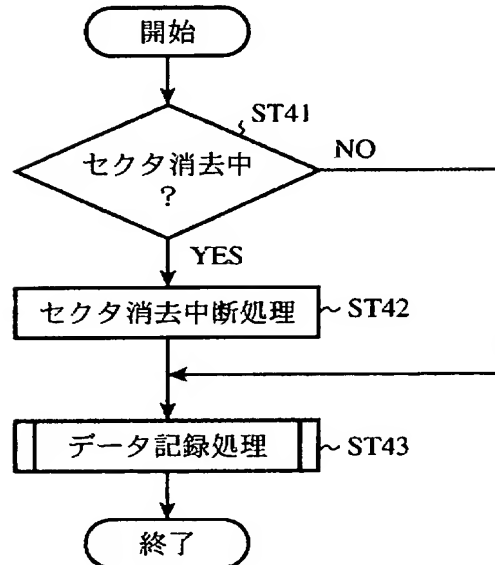 開始
ST41
セクタ消去中
?
NO
YES
セクタ消去中断処理
ST42
データ記録処理
ST43
終了